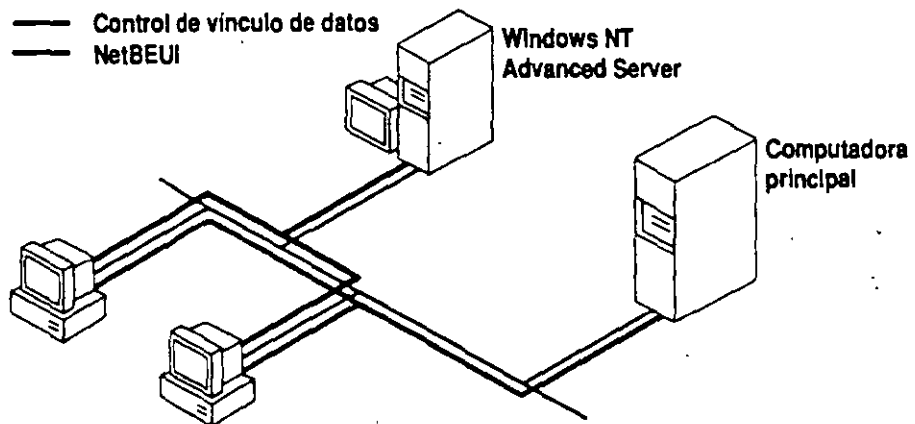 Control de vínculo de datos
NetBEUI
Windows NT
Advanced Server
Computadora
principal